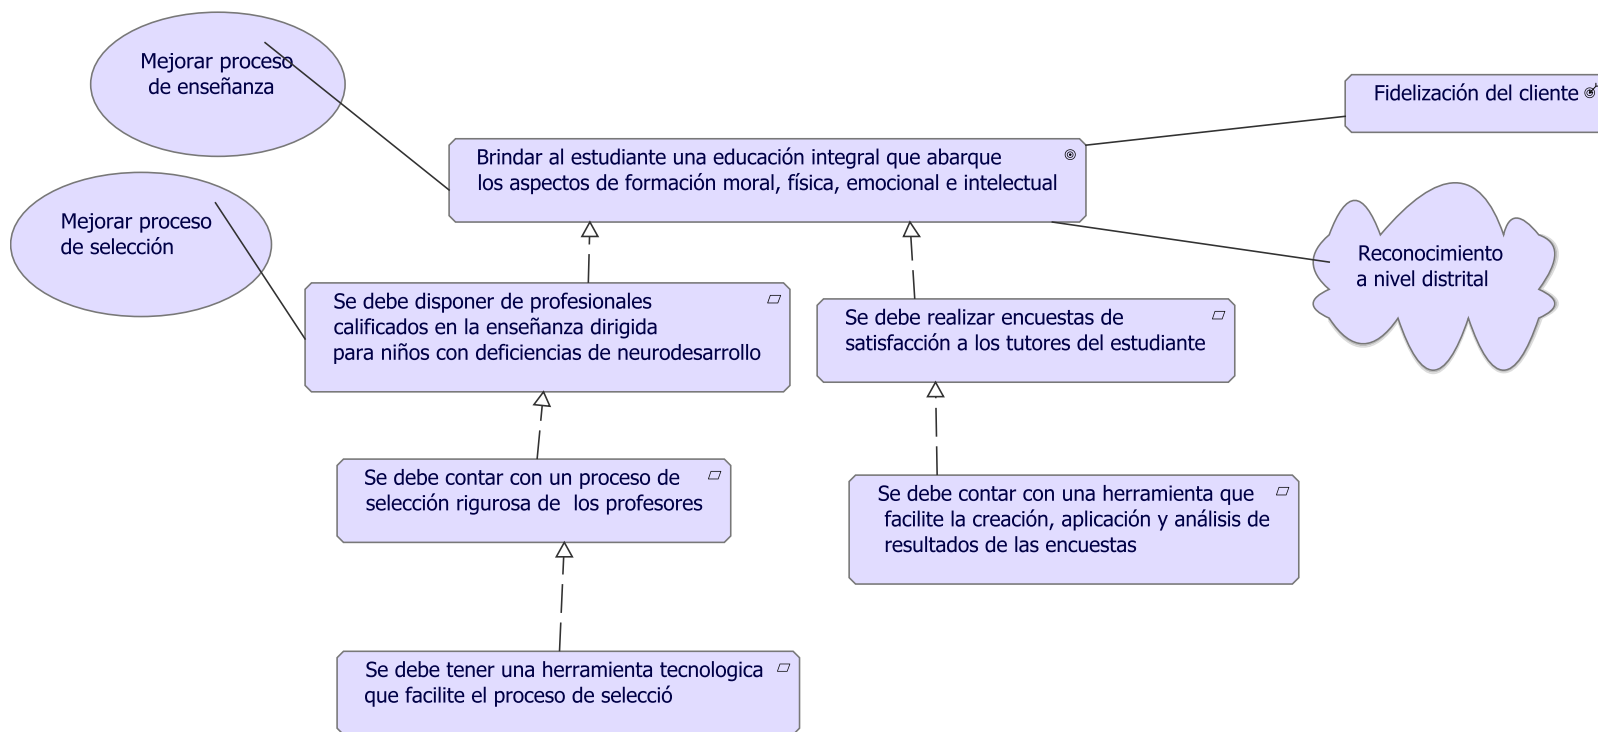 Mejorar proceso
de enseñanza
Fidelización del cliente
Brindar al estudiante una educación integral que abarque
los aspectos de formación moral, física, emocional e intelectual
Mejorar proceso
de selección
Reconocimiento
a nivel distrital
Se debe disponer de profesionales
calificados en la enseñanza dirigida
para niños con deficiencias de neurodesarrollo
Se debe realizar encuestas de
satisfacción a los tutores del estudiante
Se debe contar con un proceso de
selección rigurosa de  los profesores
Se debe contar con una herramienta que
facilite la creación, aplicación y análisis de
resultados de las encuestas
Se debe tener una herramienta tecnologica
que facilite el proceso de selecció